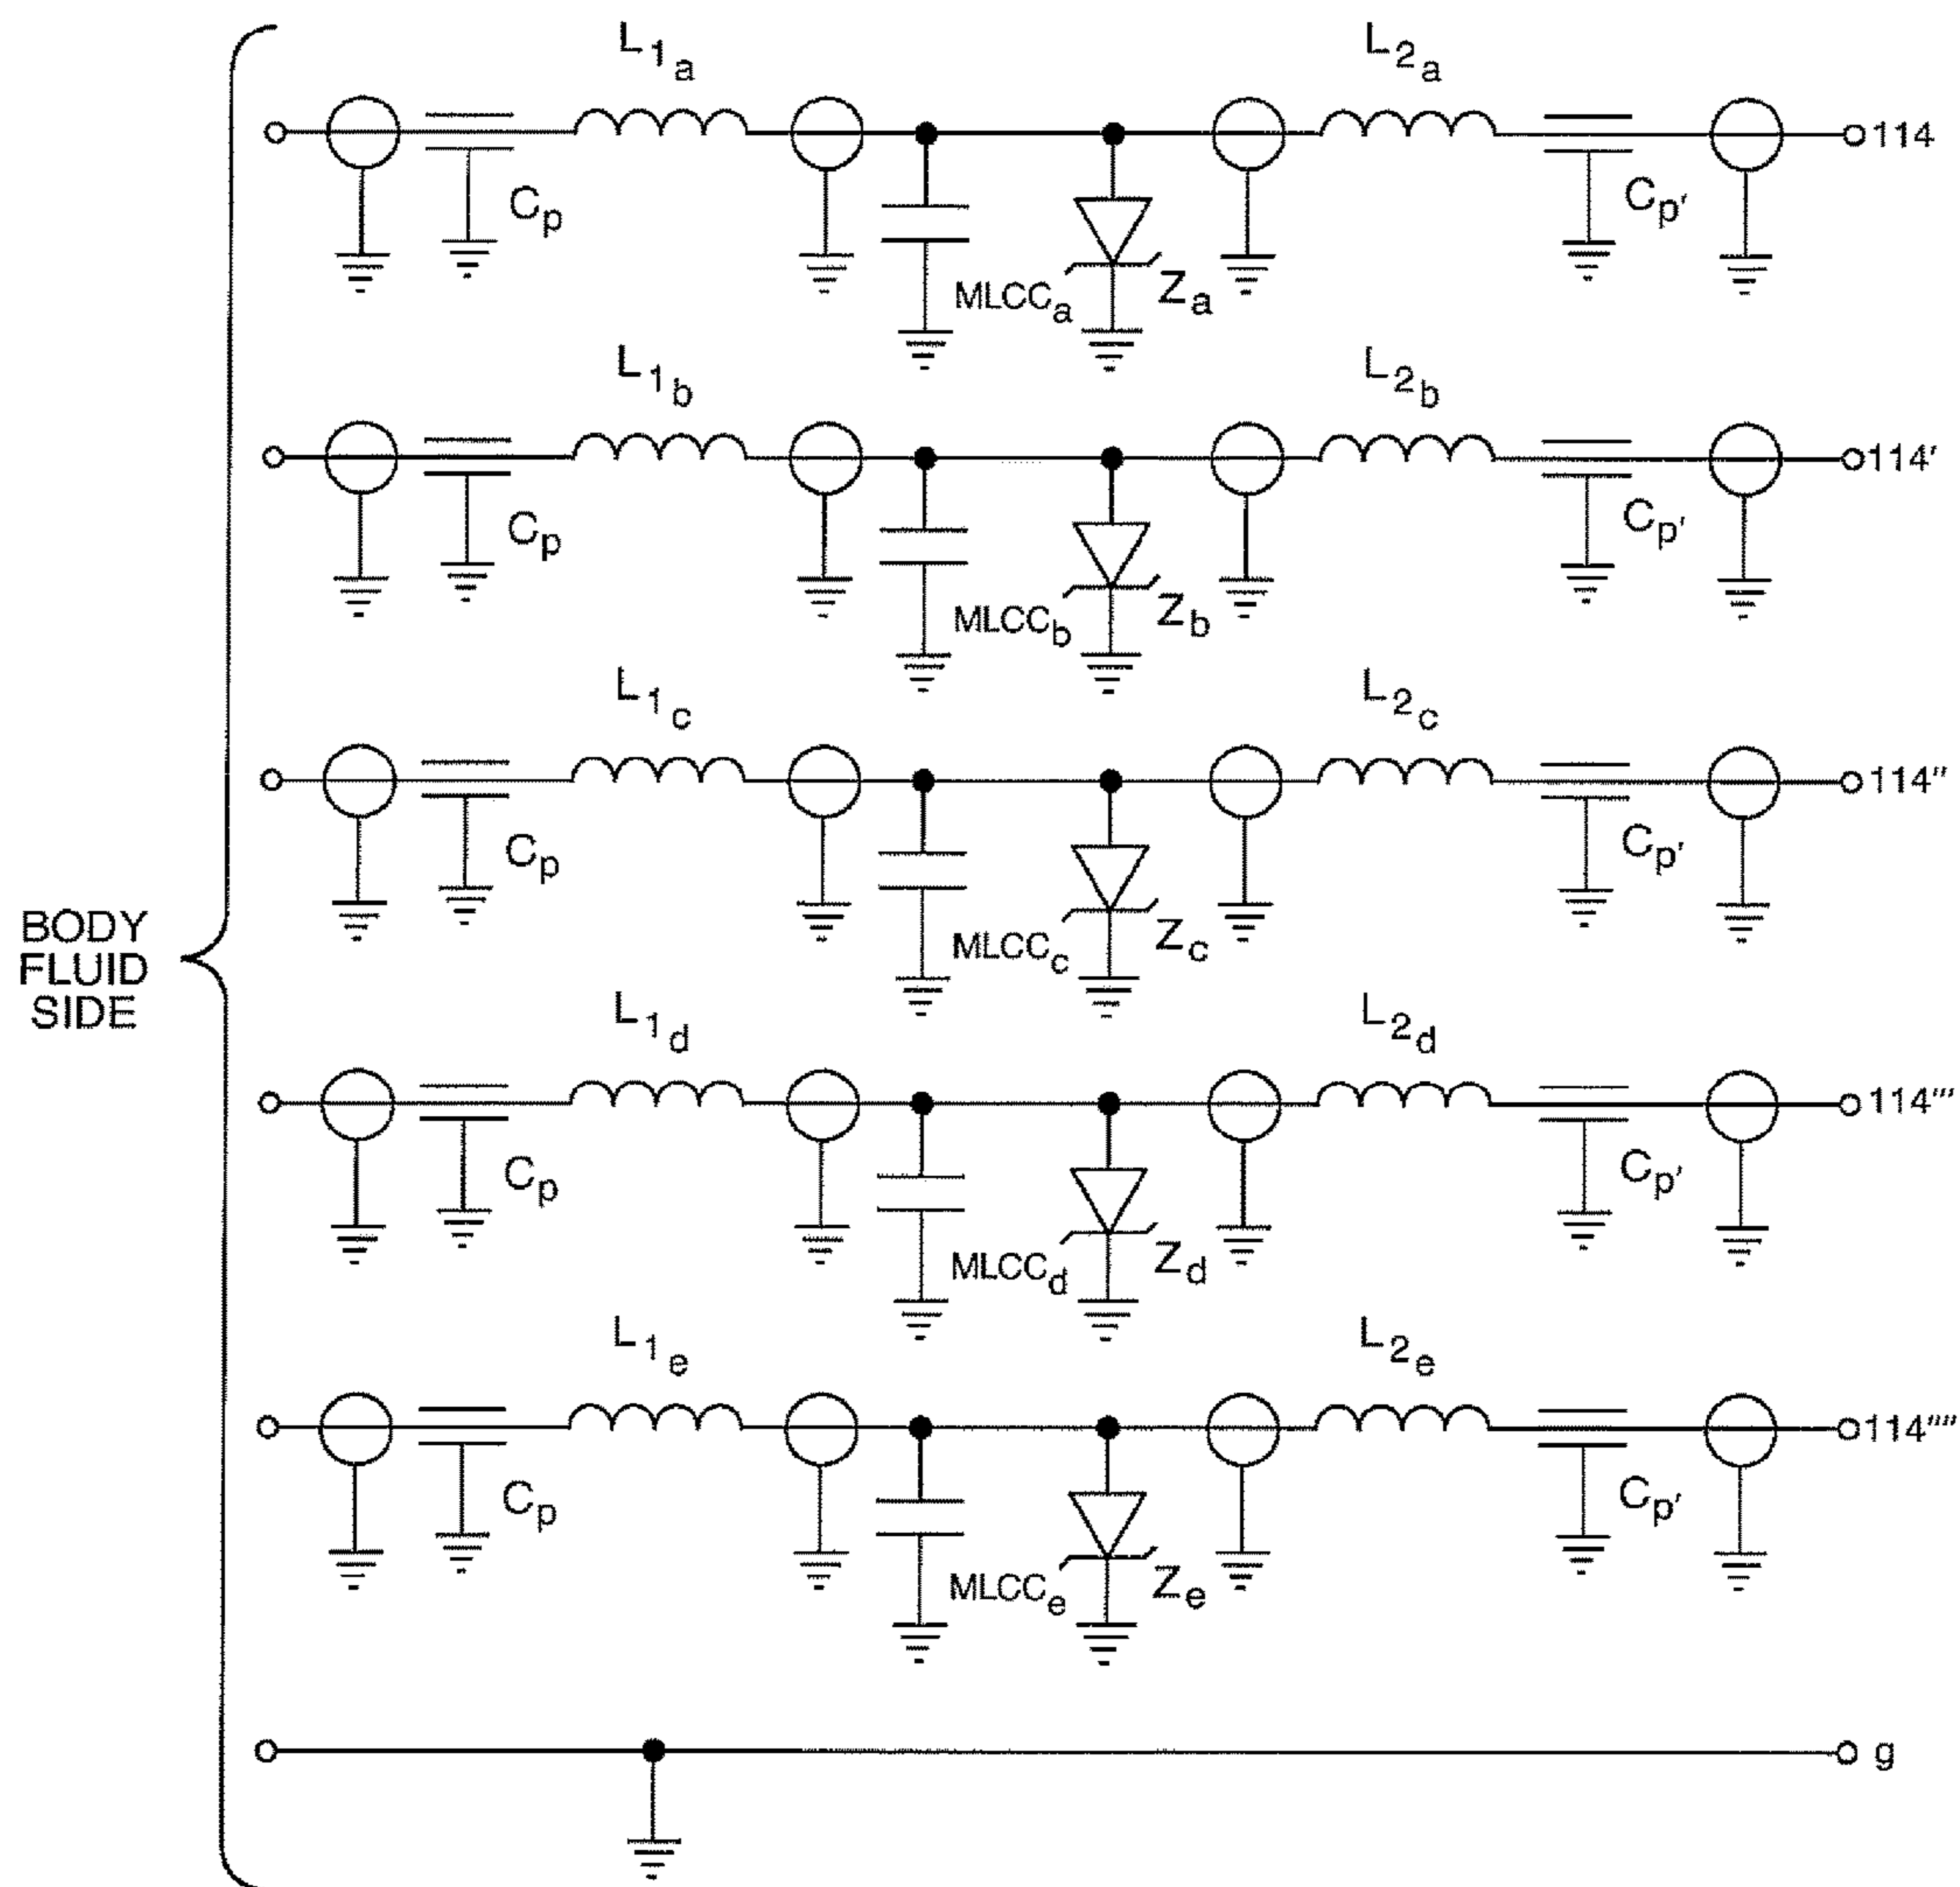 L1a L2a
114
Cp Cp'
MLCCa Za
L1b L2b
114'
Cp Cp'
MLCCb Zb
L1c L2c
114"
Cp Cp'
BODY
FLUID
SIDE
MLCCc Zc
L1d L2d
114'''
Cp Cp'
MLCCd Zd
L1e L2e
114""
Cp Cp'
MLCCe Ze
g